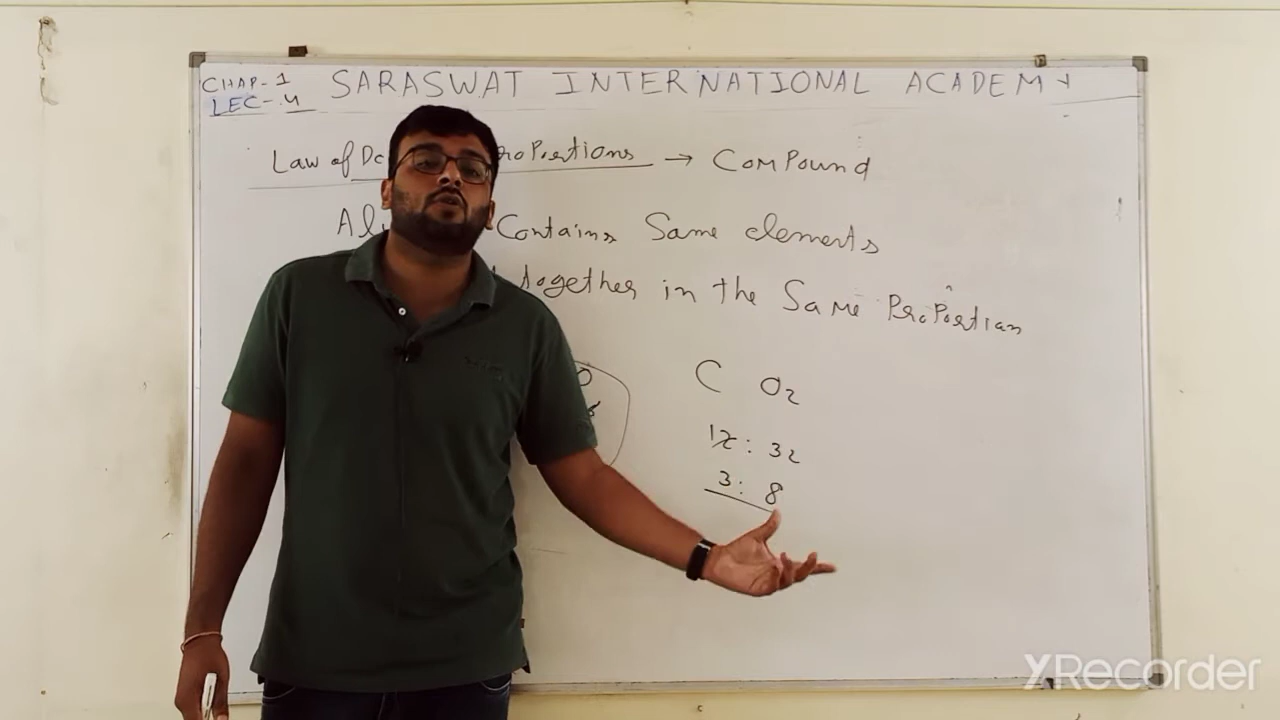 CHAP-1
LEC-4
SARASWAT INTERNATIONAL ACADEMY
Law of Proportions → Compound
Contains Same elements
together in the Same Proportion
C O2
12 : 32
3 : 8
XRecorder